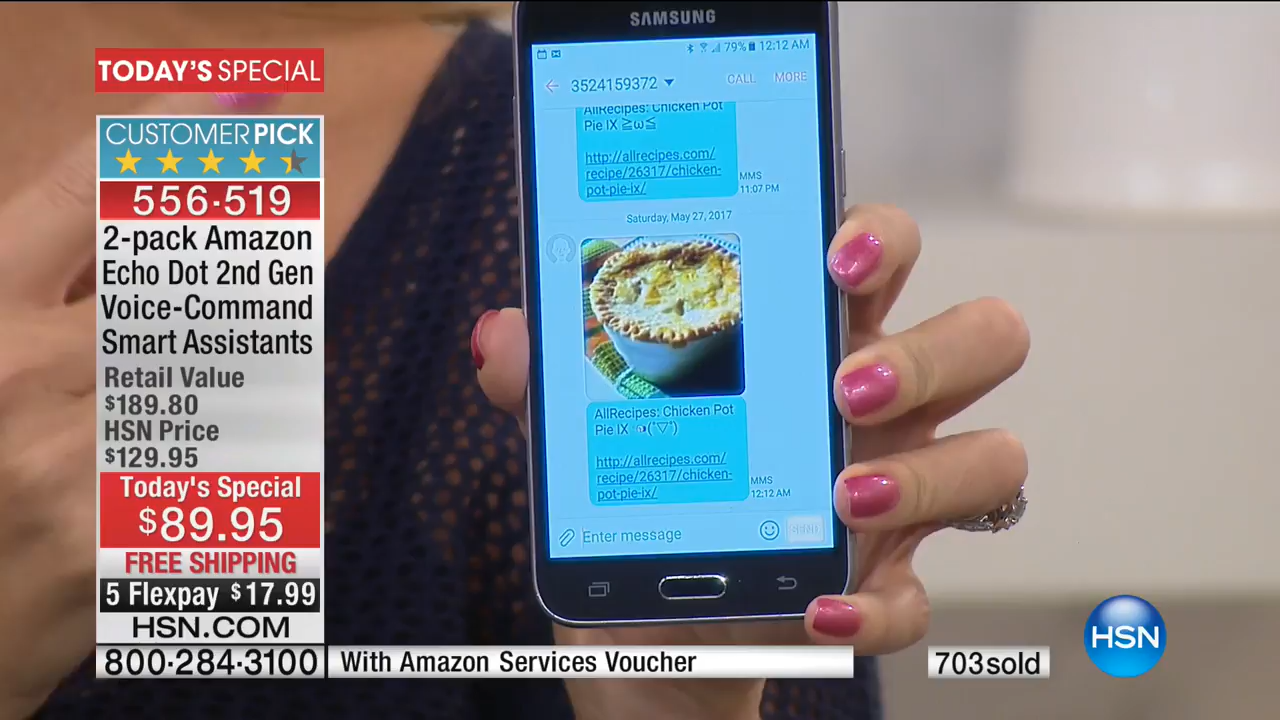 TODAY'S SPECIAL
CUSTOMER PICK
556-519
2-pack Amazon
Echo Dot 2nd Gen
Voice-Command
Smart Assistants
Retail Value
$189.80
HSN Price
$129.95
Today's Special
$89.95
FREE SHIPPING
5 Flexpay $17.99
HSN.COM
800-284-3100
With Amazon Services Voucher
703 sold
HSN
SAMSUNG
79% 12:12 AM
3524159372
CALL MORE
AllRecipes: Chicken Pot
Pie IX ≧ω≦
http://allrecipes.com/
recipe/26317/chicken-
pot-pie-ix/
MMS
11:07 PM
Saturday, May 27, 2017
AllRecipes: Chicken Pot
Pie IX
http://allrecipes.com/
recipe/26317/chicken-
pot-pie-ix/
MMS
12:12 AM
Enter message
SEND